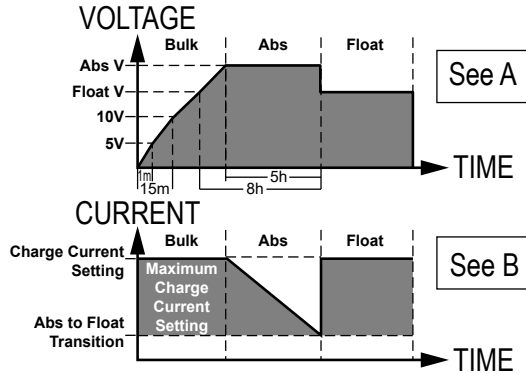 VOLTAGE
Bulk Abs Float
Abs V
Float V
10V
5V
See A
TIME
1m
15m
5h
8h
CURRENT
Bulk Abs Float
Charge Current
Setting
Maximum
Charge
Current
Setting
See B
Abs to Float
Transition
TIME